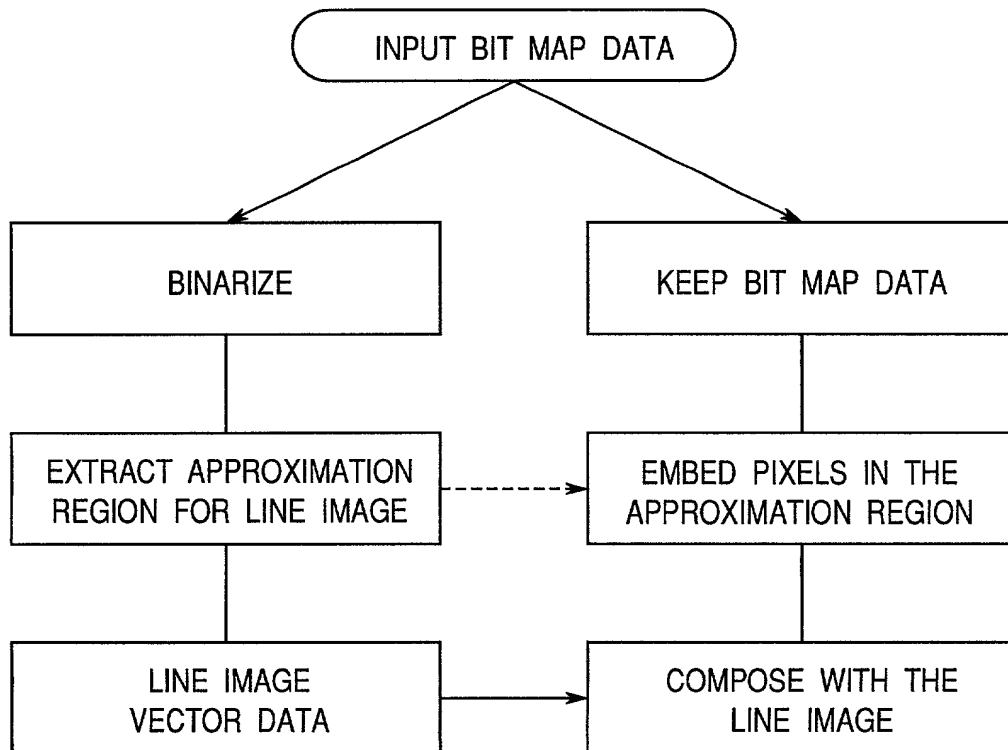 INPUT BIT MAP DATA
BINARIZE
KEEP BIT MAP DATA
EXTRACT APPROXIMATION
REGION FOR LINE IMAGE
EMBED PIXELS IN THE
APPROXIMATION REGION
LINE IMAGE
VECTOR DATA
COMPOSE WITH THE
LINE IMAGE